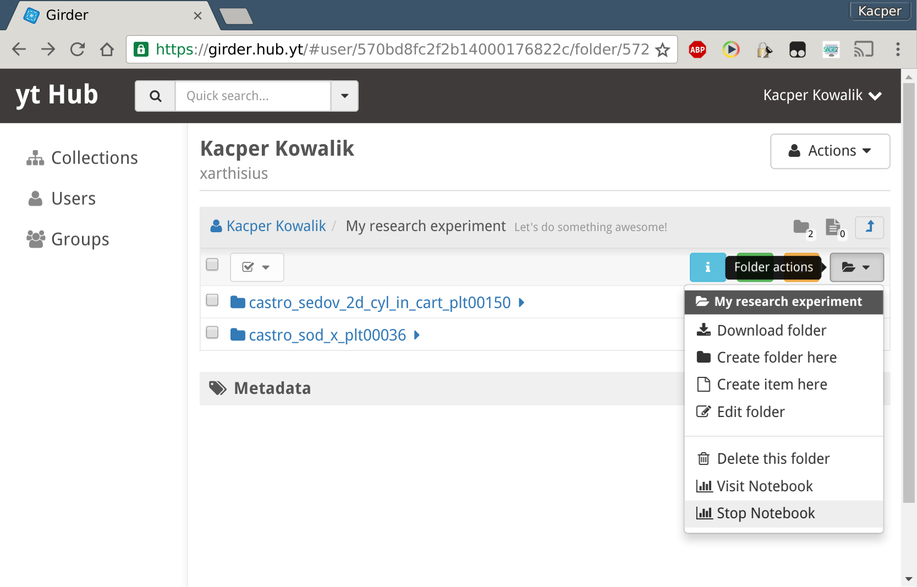 Girder
Kacper
https://girder.hub.yt/#user/570bd8fc2f2b14000176822c/folder/572
ABP
yt Hub
Quick search...
Kacper Kowalik
Collections
Users
Groups
Kacper Kowalik
xarthisius
Actions
Kacper Kowalik / My research experiment Let's do something awesome!
2
0
i
Folder actions
castro_sedov_2d_cyl_in_cart_plt00150
castro_sod_x_plt00036
Metadata
My research experiment
Download folder
Create folder here
Create item here
Edit folder
Delete this folder
Visit Notebook
Stop Notebook